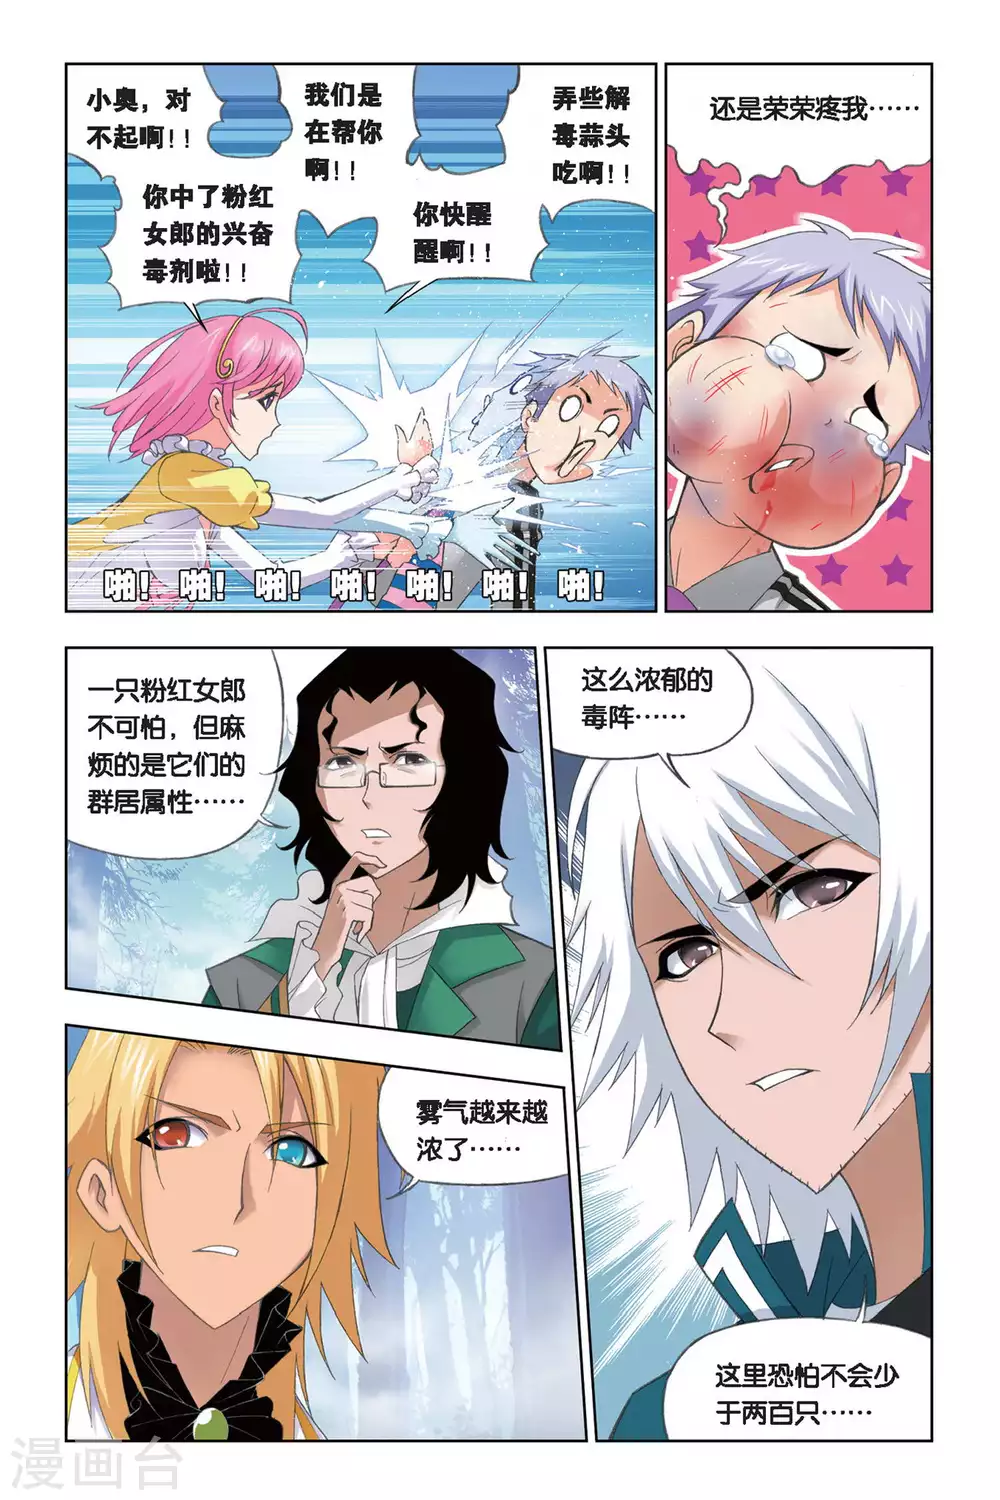 小奥，对
不起啊！！
你中了粉红
女郎的兴奋
毒剂啦！！
我们是
在帮你
啊！！
你快醒
醒啊！！
弄些解
毒蒜头
吃啊！！
啪！啪！啪！啪！啪！啪！啪！
还是荣荣疼我……
一只粉红女郎
不可怕，但麻
烦的是它们的
群居属性……
这么浓郁的
毒阵……
雾气越来越
浓了……
这里恐怕不会少
于两百只……
漫画台